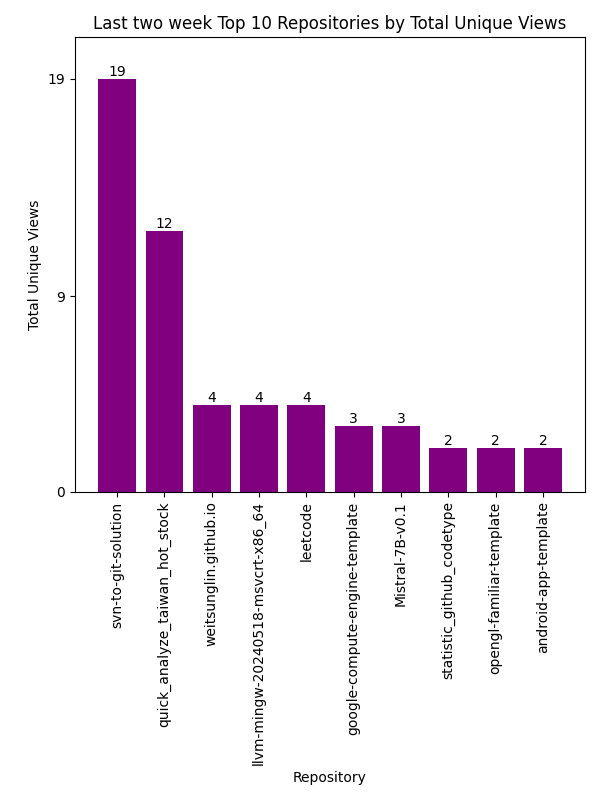 Last two week Top 10 Repositories by Total Unique Views
Total Unique Views
19
9
0
19
12
4
4
4
3
3
2
2
2
svn-to-git-solution
quick_analyze_taiwan_hot_stock
weitsunglin.github.io
llvm-mingw-20240518-msvcrt-x86_64
leetcode
google-compute-engine-template
Mistral-7B-v0.1
statistic_github_codetype
opengl-familiar-template
android-app-template
Repository